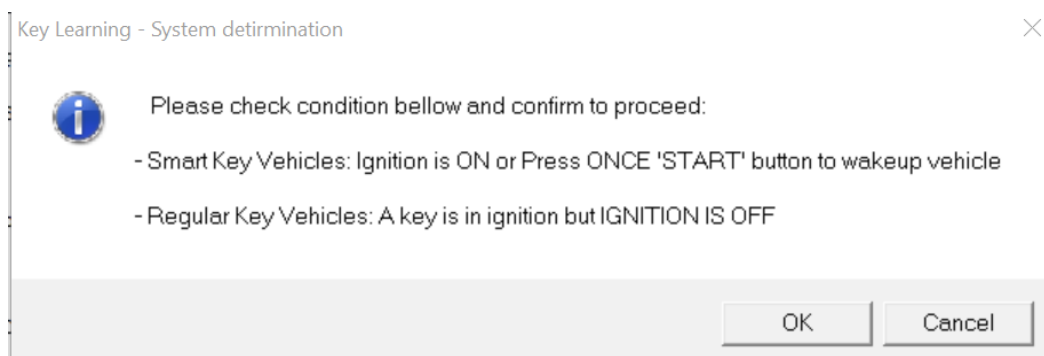 Key Learning - System detirmination
Please check condition bellow and confirm to proceed:
- Smart Key Vehicles: Ignition is ON or Press ONCE 'START' button to wakeup vehicle
- Regular Key Vehicles: A key is in ignition but IGNITION IS OFF
OK
Cancel